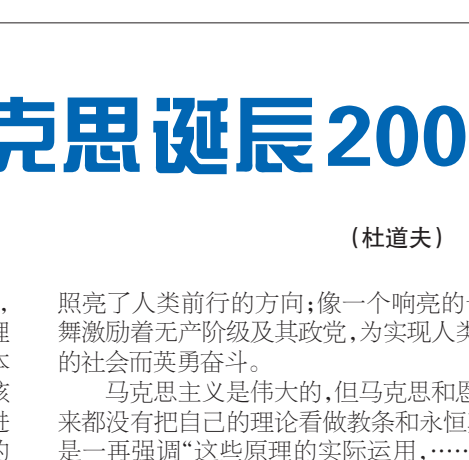 克思诞辰200
（杜道夫）
，
理
本
该
进
的
照亮了人类前行的方向；像一个响亮的
舞激励着无产阶级及其政党，为实现人类
的社会而英勇奋斗。
马克思主义是伟大的，但马克思和恩
来都没有把自己的理论看做教条和永恒
是一再强调“这些原理的实际运用，……